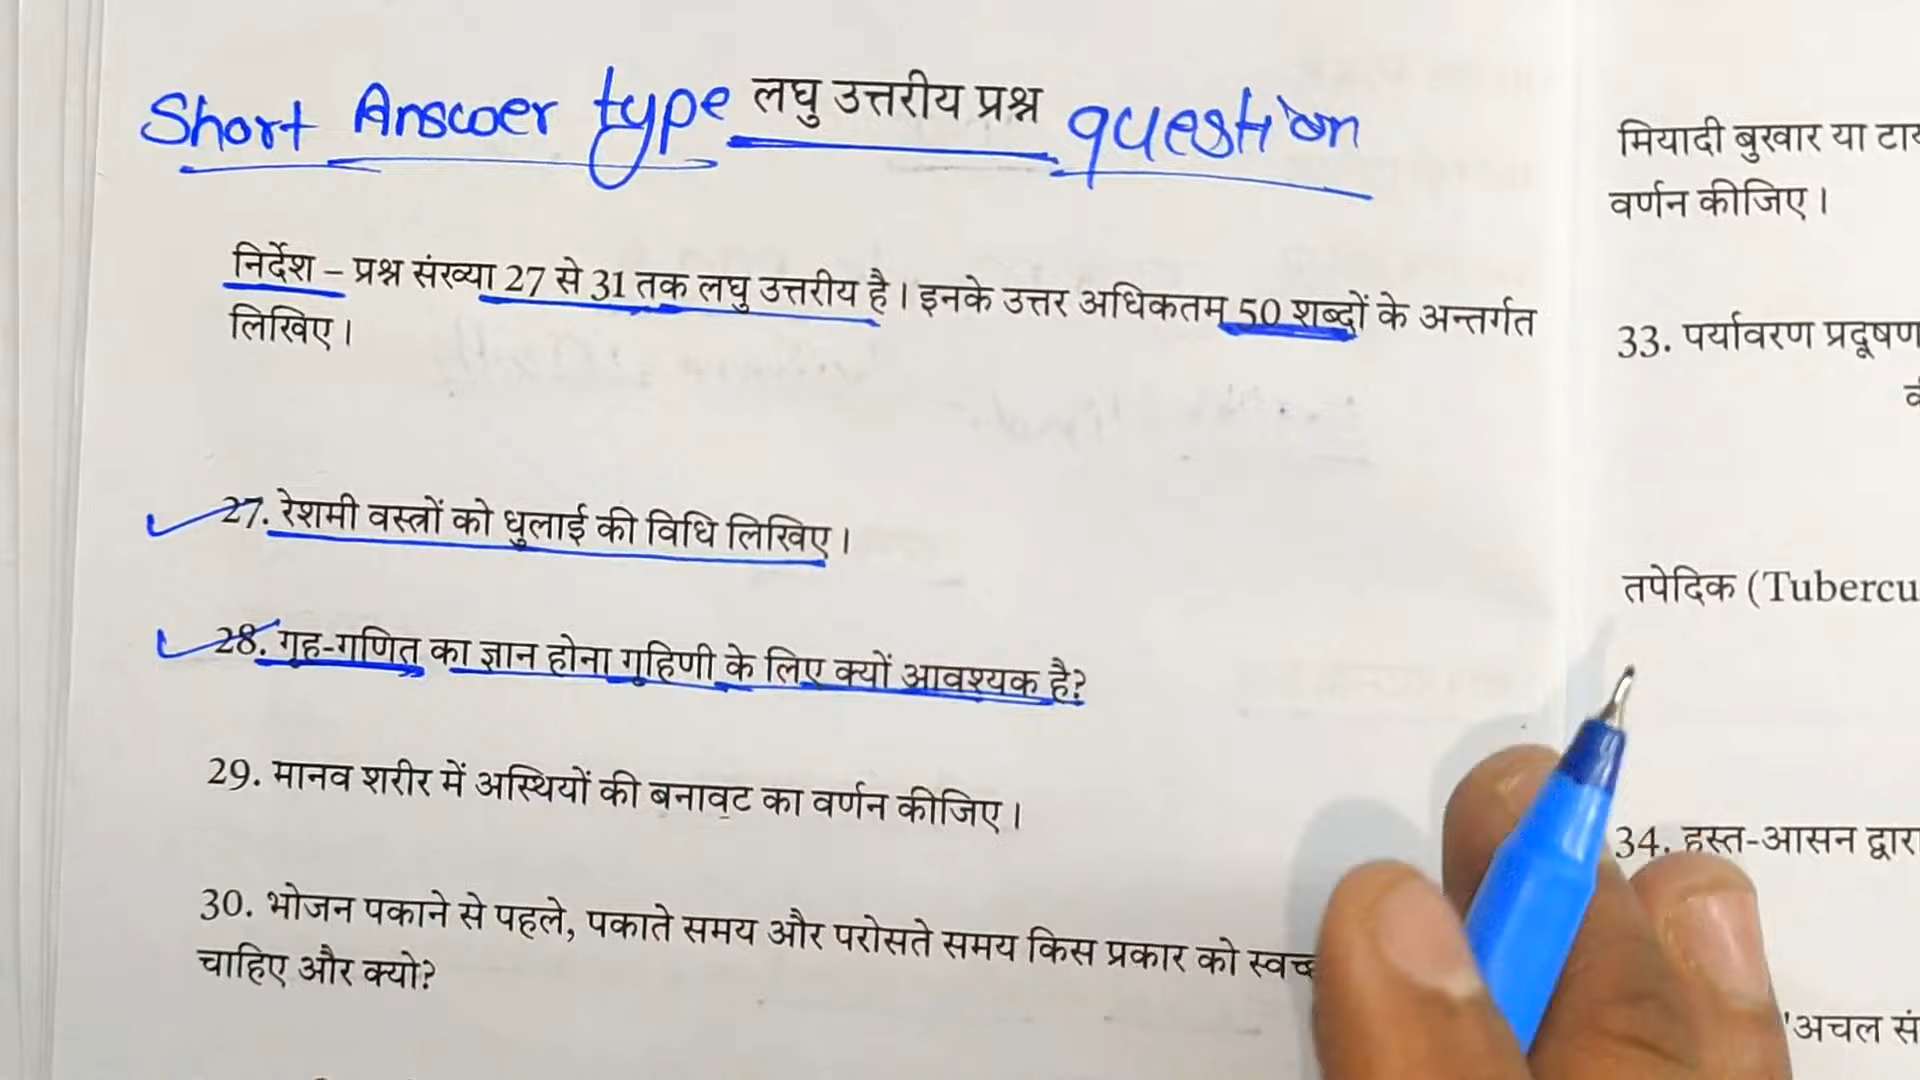 Short Anscoer type लघु उत्तरीय प्रश्न question
निर्देश – प्रश्न संख्या 27 से 31 तक लघु उत्तरीय है। इनके उत्तर अधिकतम 50 शब्दों के अन्तर्गत
लिखिए।
27. रेशमी वस्त्रों को धुलाई की विधि लिखिए।
28. गृह-गणित का ज्ञान होना गृहिणी के लिए क्यों आवश्यक है?
29. मानव शरीर में अस्थियों की बनावट का वर्णन कीजिए।
30. भोजन पकाने से पहले, पकाते समय और परोसते समय किस प्रकार को
चाहिए और क्यो?
मियादी बुखार या
वर्णन कीजिए।
33. पर्यावरण प्रदूषण
तपेदिक
34. हस्त-आसन द्वारा
'अचल